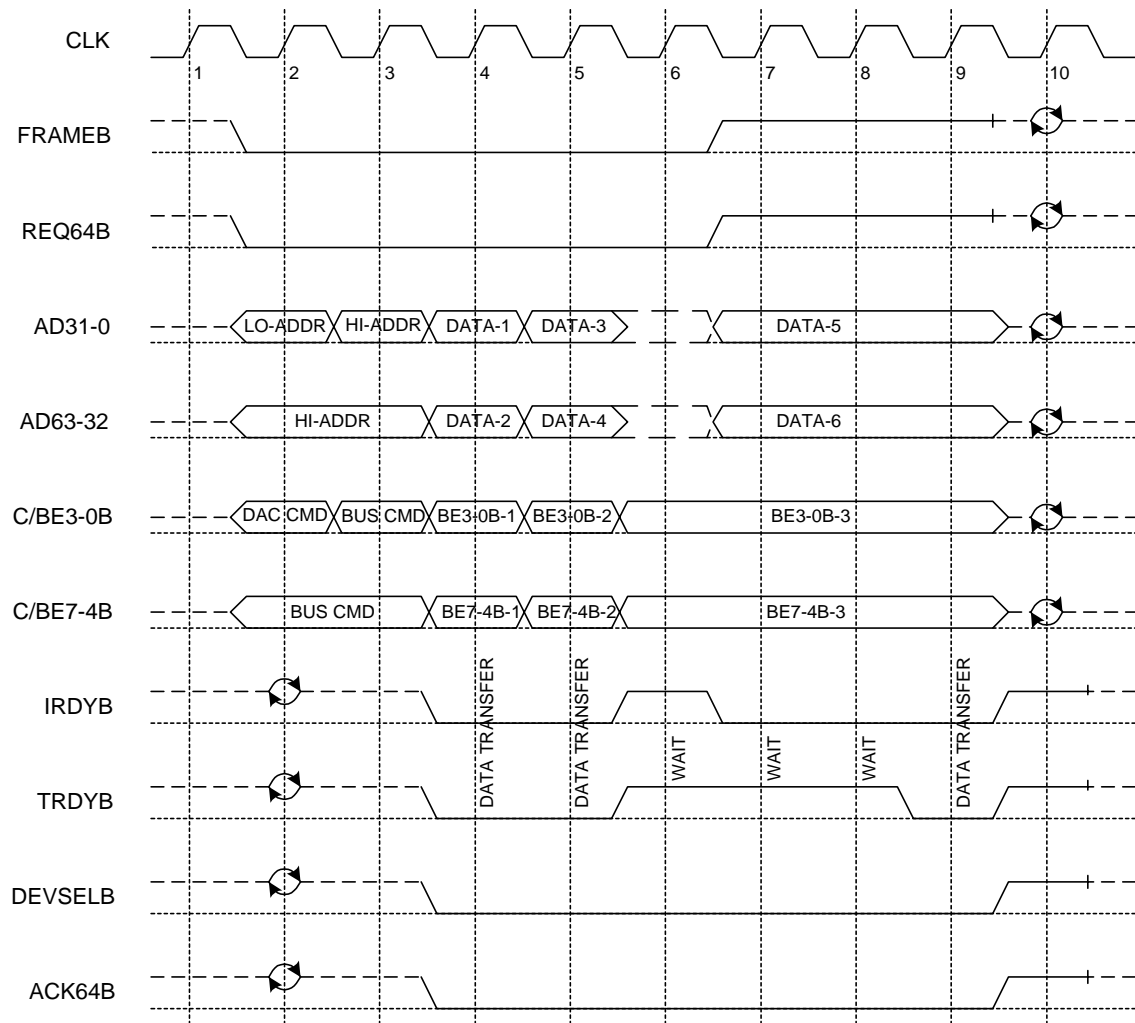 CLK
1 2 3 4 5 6 7 8 9 10
FRAMEB
REQ64B
AD31-0
LO-ADDR HI-ADDR DATA-1 DATA-3 DATA-5
AD63-32
HI-ADDR DATA-2 DATA-4 DATA-6
C/BE3-0B
DAC CMD BUS CMD BE3-0B-1 BE3-0B-2 BE3-0B-3
C/BE7-4B
BUS CMD BE7-4B-1 BE7-4B-2 BE7-4B-3
IRDYB
DATA TRANSFER
DATA TRANSFER
WAIT
WAIT
WAIT
DATA TRANSFER
TRDYB
DEVSELB
ACK64B